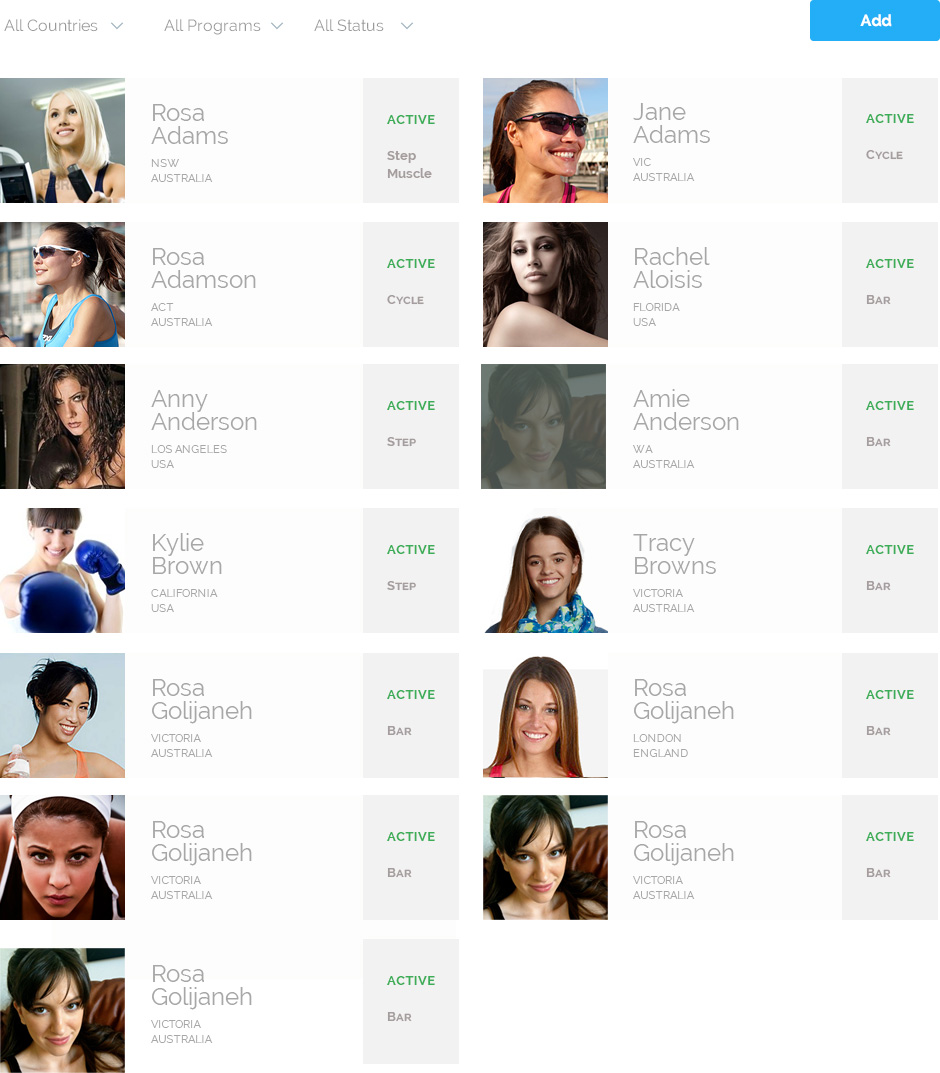 All Countries
All Programs
All Status
Add
Rosa
Adams
NSW
AUSTRALIA
ACTIVE
Step
Muscle
Jane
Adams
VIC
AUSTRALIA
ACTIVE
Cycle
Rosa
Adamson
ACT
AUSTRALIA
ACTIVE
Cycle
Rachel
Aloisis
FLORIDA
USA
ACTIVE
Bar
Anny
Anderson
LOS ANGELES
USA
ACTIVE
Step
Amie
Anderson
WA
AUSTRALIA
ACTIVE
Bar
Kylie
Brown
CALIFORNIA
USA
ACTIVE
Step
Tracy
Browns
VICTORIA
AUSTRALIA
ACTIVE
Bar
Rosa
Golijaneh
VICTORIA
AUSTRALIA
ACTIVE
Bar
Rosa
Golijaneh
LONDON
ENGLAND
ACTIVE
Bar
Rosa
Golijaneh
VICTORIA
AUSTRALIA
ACTIVE
Bar
Rosa
Golijaneh
VICTORIA
AUSTRALIA
ACTIVE
Bar
Rosa
Golijaneh
VICTORIA
AUSTRALIA
ACTIVE
Bar